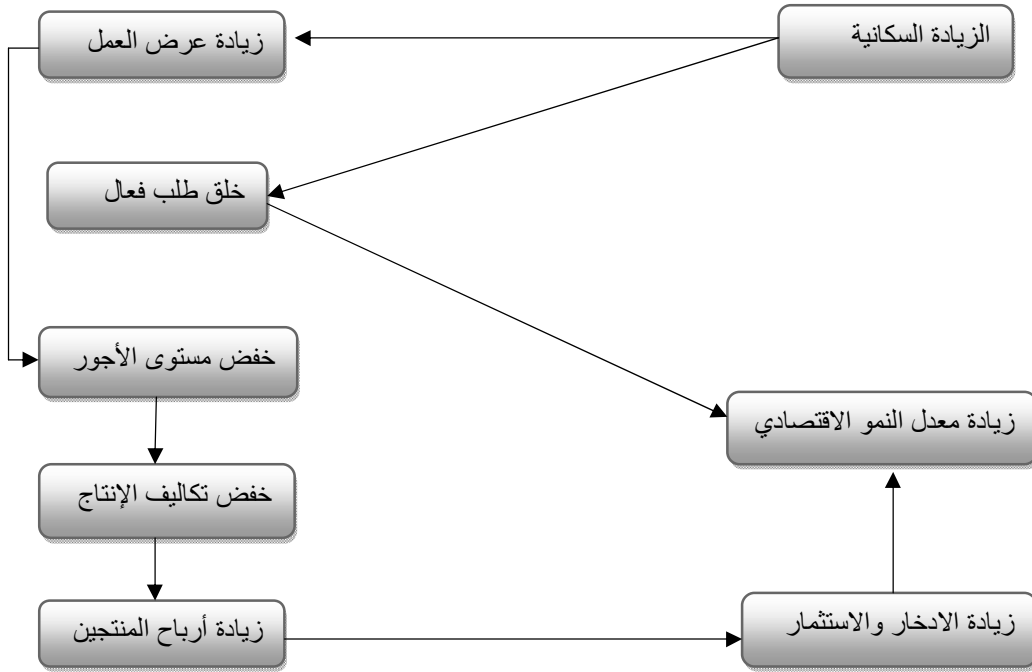 الزيادة السكانية
زيادة عرض العمل
خلق طلب فعال
خفض مستوى الأجور
زيادة معدل النمو الاقتصادي
خفض تكاليف الإنتاج
زيادة الادخار والاستثمار
زيادة أرباح المنتجين